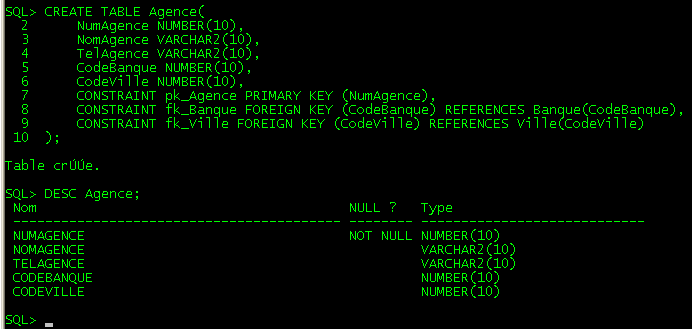 SQL> CREATE TABLE Agence(
  2      NumAgence NUMBER(10),
  3      NomAgence VARCHAR2(10),
  4      TelAgence VARCHAR2(10),
  5      CodeBanque NUMBER(10),
  6      CodeVille NUMBER(10),
  7      CONSTRAINT pk_Agence PRIMARY KEY (NumAgence),
  8      CONSTRAINT fk_Banque FOREIGN KEY (CodeBanque) REFERENCES Banque(CodeBanque),
  9      CONSTRAINT fk_Ville FOREIGN KEY (CodeVille) REFERENCES Ville(CodeVille)
 10  );
Table crÚÚe.
SQL> DESC Agence;
 Nom                                       NULL ?   Type
 ----------------------------------------- -------- ----------------------------
 NUMAGENCE                                 NOT NULL NUMBER(10)
 NOMAGENCE                                          VARCHAR2(10)
 TELAGENCE                                          VARCHAR2(10)
 CODEBANQUE                                         NUMBER(10)
 CODEVILLE                                          NUMBER(10)
SQL> _